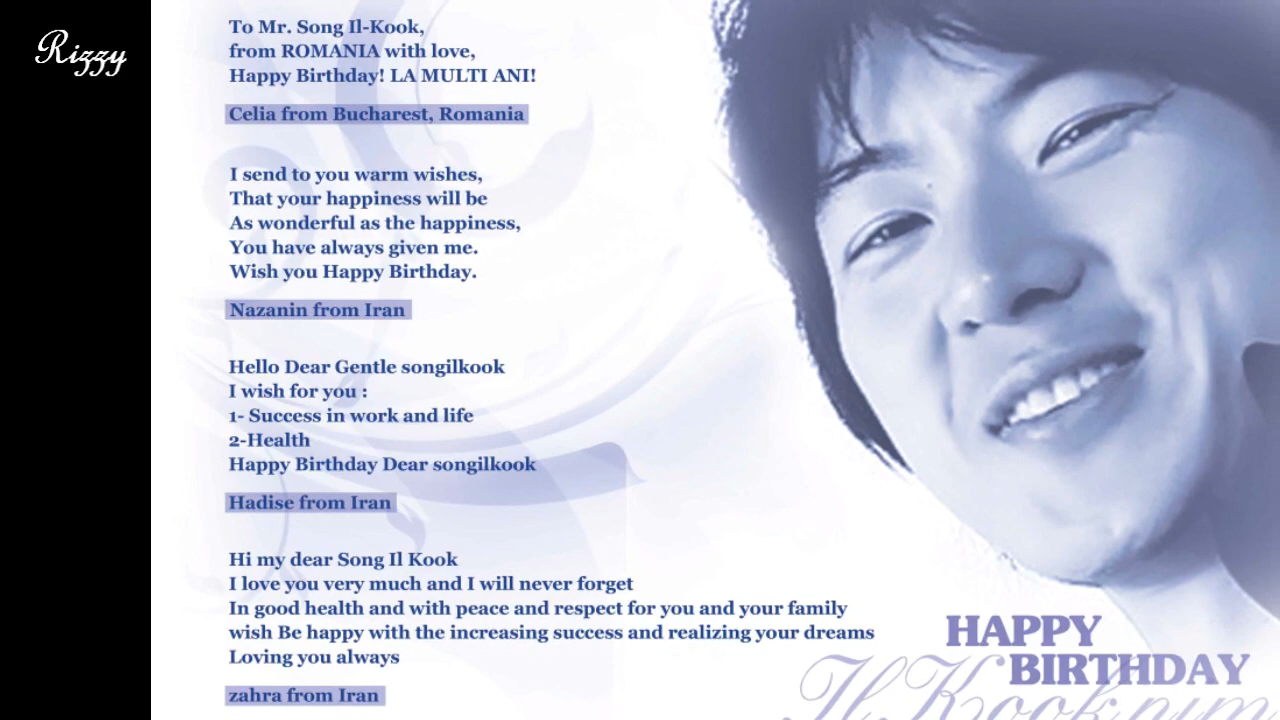 Rizzy
To Mr. Song Il-Kook,
from ROMANIA with love,
Happy Birthday! LA MULTI ANI!
Celia from Bucharest, Romania
I send to you warm wishes,
That your happiness will be
As wonderful as the happiness,
You have always given me.
Wish you Happy Birthday.
Nazanin from Iran
Hello Dear Gentle songilkook
I wish for you :
1- Success in work and life
2-Health
Happy Birthday Dear songilkook
Hadise from Iran
Hi my dear Song Il Kook
I love you very much and I will never forget
In good health and with peace and respect for you and your family
wish Be happy with the increasing success and realizing your dreams
Loving you always
zahra from Iran
HAPPY
BIRTHDAY
Il Kook nim